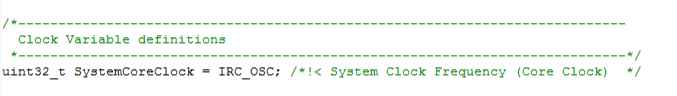 /*----------------------------------------------------------------------------
  Clock Variable definitions
 *----------------------------------------------------------------------------*/
uint32_t SystemCoreClock = IRC_OSC; /*!< System Clock Frequency (Core Clock)  */